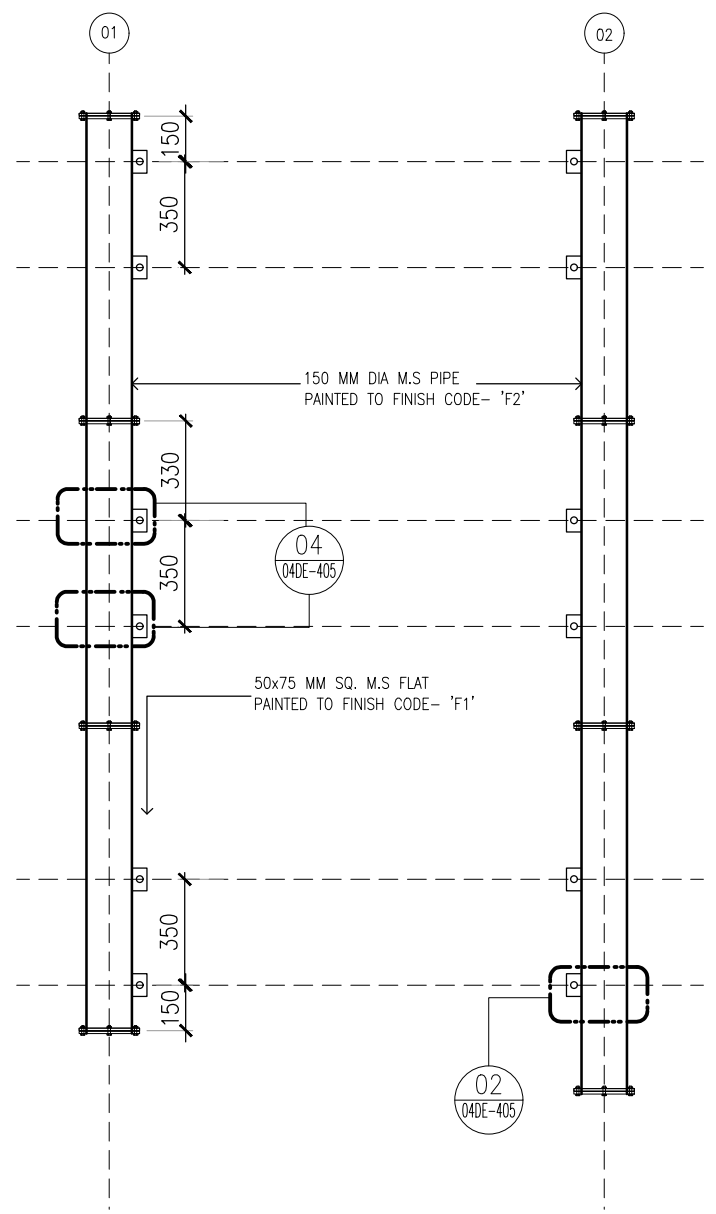 01
02
150
350
150 MM DIA M.S PIPE
PAINTED TO FINISH CODE- 'F2'
330
350
04
04DE-405
50x75 MM SQ. M.S FLAT
PAINTED TO FINISH CODE- 'F1'
350
150
02
04DE-405